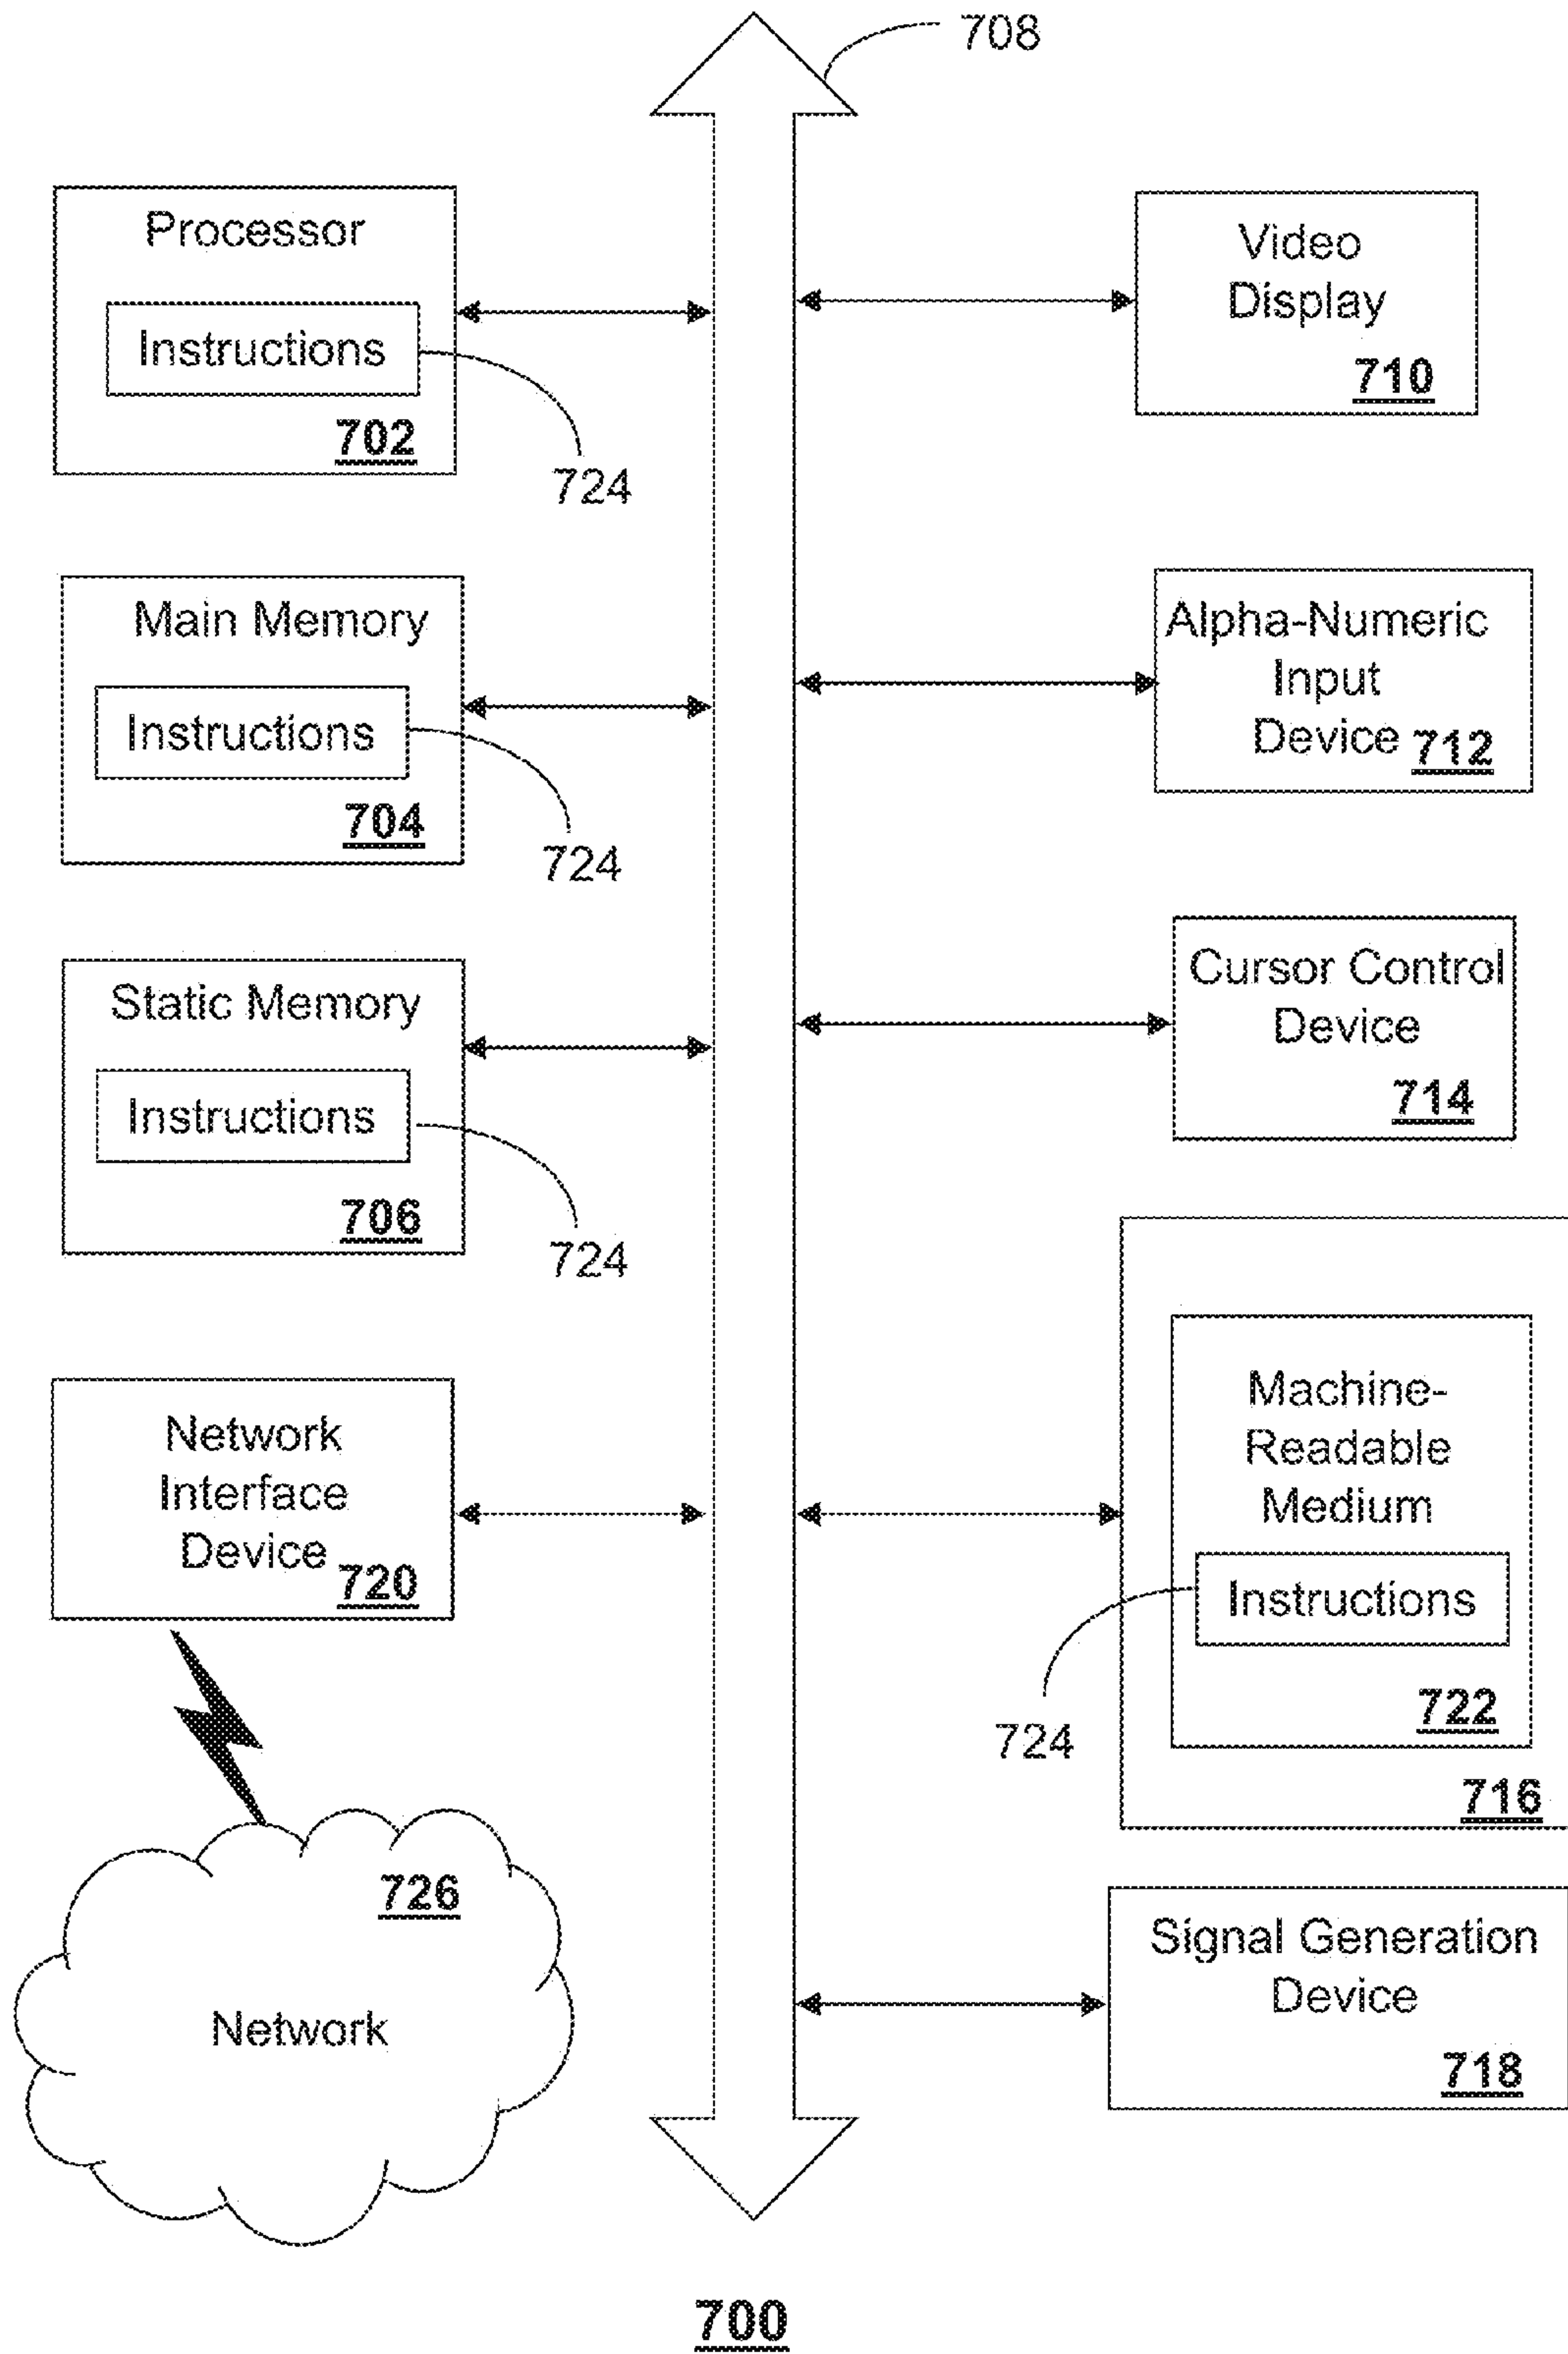 708
Processor
Instructions
702
724
Main Memory
Instructions
704
724
Static Memory
Instructions
706
724
Network
Interface
Device
720
726
Network
Video
Display
710
Alpha-Numeric
Input
Device
712
Cursor Control
Device
714
Machine-
Readable
Medium
Instructions
722
724
716
Signal Generation
Device
718
700